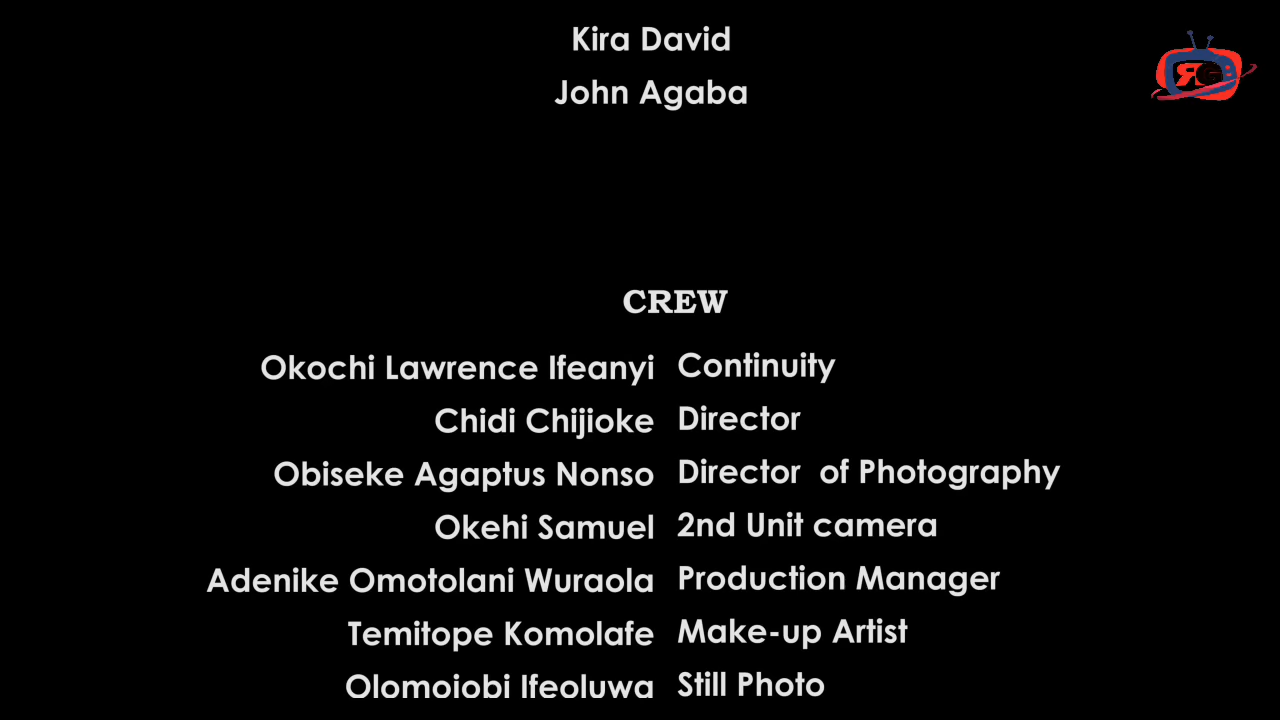 Kira David
John Agaba
CREW
Okochi Lawrence Ifeanyi Continuity
Chidi Chijioke Director
Obiseke Agaptus Nonso Director of Photography
Okehi Samuel 2nd Unit camera
Adenike Omotolani Wuraola Production Manager
Temitope Komolafe Make-up Artist
Olomojobi Ifeoluwa Still Photo